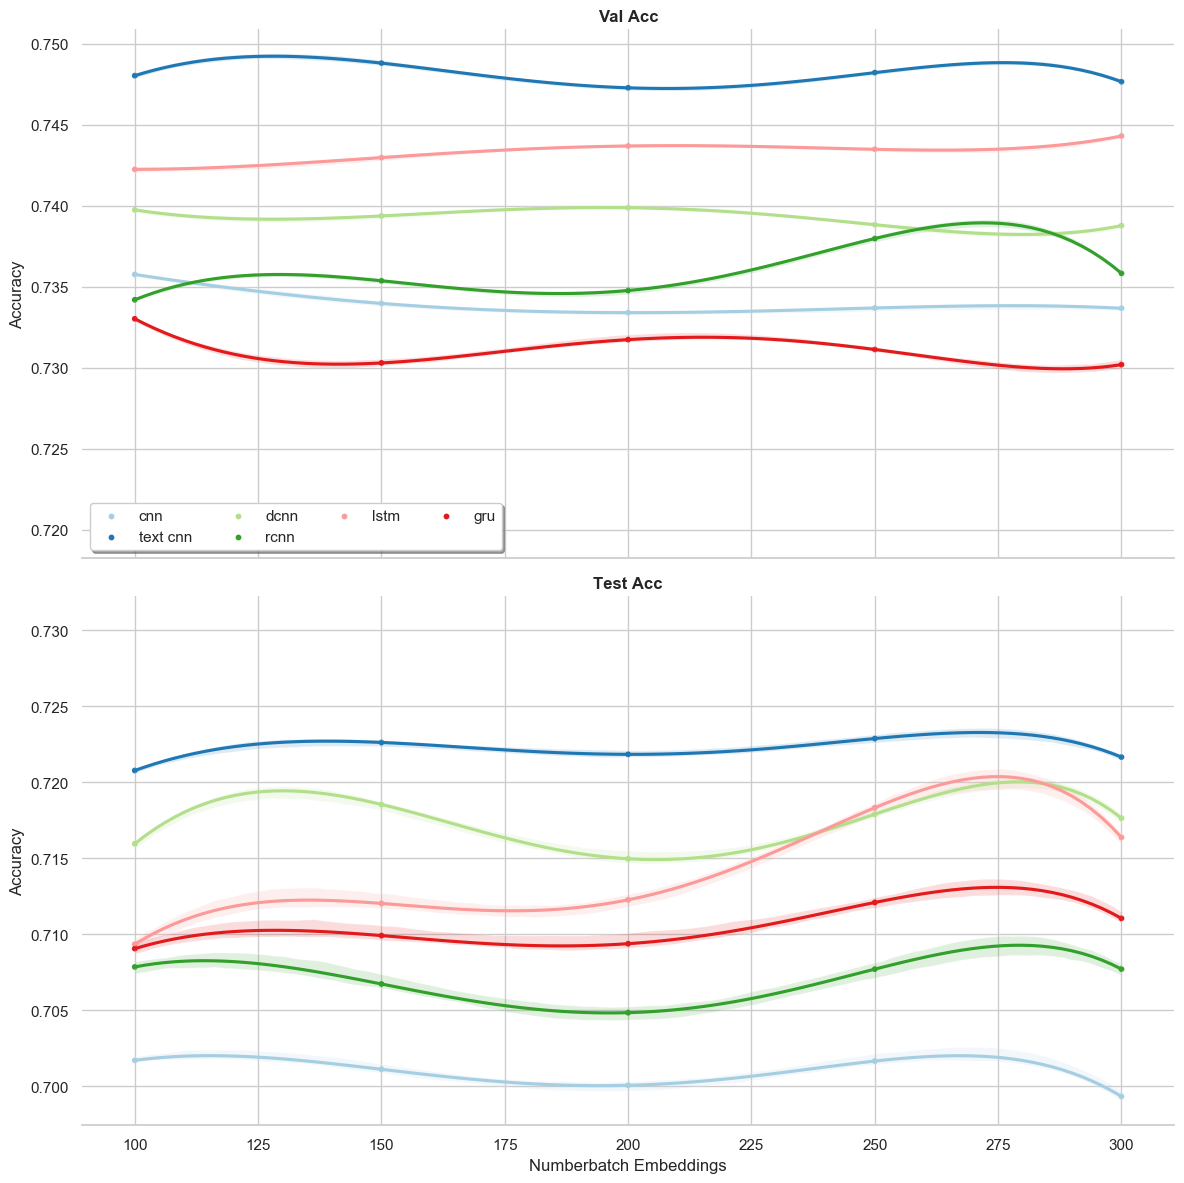 Val Acc
0.750
0.745
0.740
0.735
0.730
0.725
0.720
Accuracy
cnn dcnn lstm gru
text cnn rcnn
Test Acc
0.730
0.725
0.720
0.715
0.710
0.705
0.700
Accuracy
100 125 150 175 200 225 250 275 300
Numberbatch Embeddings